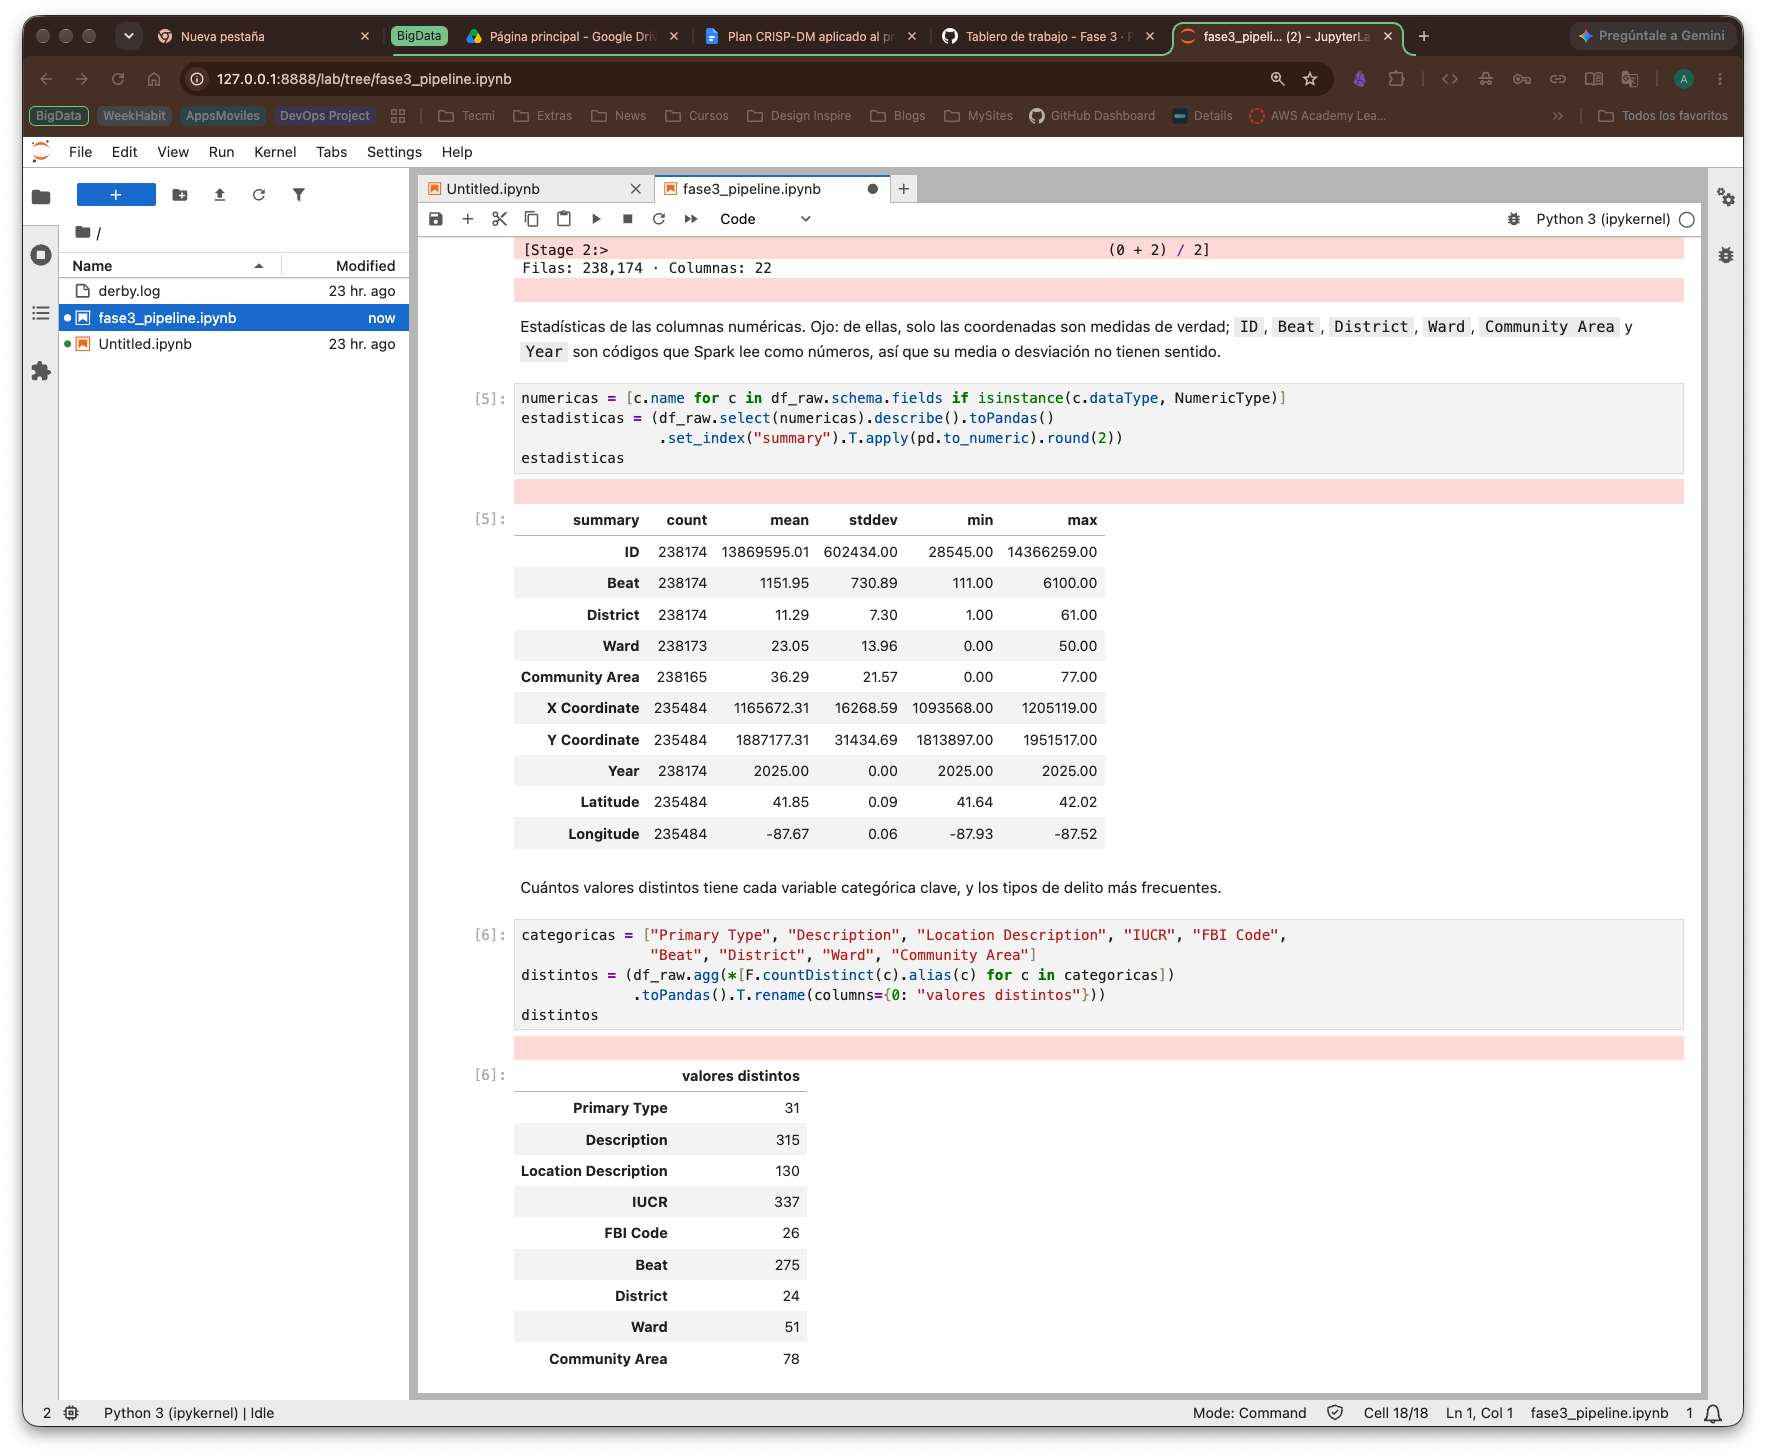 Nueva pestaña
BigData
Página principal - Google Driv
Plan CRISP-DM aplicado al pr
Tablero de trabajo - Fase 3 · P
fase3_pipeli... (2) - JupyterLa
Pregúntale a Gemini
127.0.0.1:8888/lab/tree/fase3_pipeline.ipynb
A
BigData WeekHabit AppsMoviles DevOps Project Tecmi Extras News Cursos Design Inspire Blogs MySites GitHub Dashboard Details AWS Academy Lea... Todos los favoritos
File Edit View Run Kernel Tabs Settings Help
Untitled.ipynb
fase3_pipeline.ipynb
Code
Python 3 (ipykernel)
/
Name Modified
derby.log 23 hr. ago
fase3_pipeline.ipynb now
Untitled.ipynb 23 hr. ago
[Stage 2:> (0 + 2) / 2]
Filas: 238,174 · Columnas: 22
Estadísticas de las columnas numéricas. Ojo: de ellas, solo las coordenadas son medidas de verdad; ID, Beat, District, Ward, Community Area y
Year son códigos que Spark lee como números, así que su media o desviación no tienen sentido.
[5]:
numericas = [c.name for c in df_raw.schema.fields if isinstance(c.dataType, NumericType)]
estadisticas = (df_raw.select(numericas).describe().toPandas()
.set_index("summary").T.apply(pd.to_numeric).round(2))
estadisticas
[5]:
summary count mean stddev min max
ID 238174 13869595.01 602434.00 28545.00 14366259.00
Beat 238174 1151.95 730.89 111.00 6100.00
District 238174 11.29 7.30 1.00 61.00
Ward 238173 23.05 13.96 0.00 50.00
Community Area 238165 36.29 21.57 0.00 77.00
X Coordinate 235484 1165672.31 16268.59 1093568.00 1205119.00
Y Coordinate 235484 1887177.31 31434.69 1813897.00 1951517.00
Year 238174 2025.00 0.00 2025.00 2025.00
Latitude 235484 41.85 0.09 41.64 42.02
Longitude 235484 -87.67 0.06 -87.93 -87.52
Cuántos valores distintos tiene cada variable categórica clave, y los tipos de delito más frecuentes.
[6]:
categoricas = ["Primary Type", "Description", "Location Description", "IUCR", "FBI Code",
"Beat", "District", "Ward", "Community Area"]
distintos = (df_raw.agg(*[F.countDistinct(c).alias(c) for c in categoricas])
.toPandas().T.rename(columns={0: "valores distintos"}))
distintos
[6]:
valores distintos
Primary Type 31
Description 315
Location Description 130
IUCR 337
FBI Code 26
Beat 275
District 24
Ward 51
Community Area 78
2 Python 3 (ipykernel) | Idle
Mode: Command Cell 18/18 Ln 1, Col 1 fase3_pipeline.ipynb 1